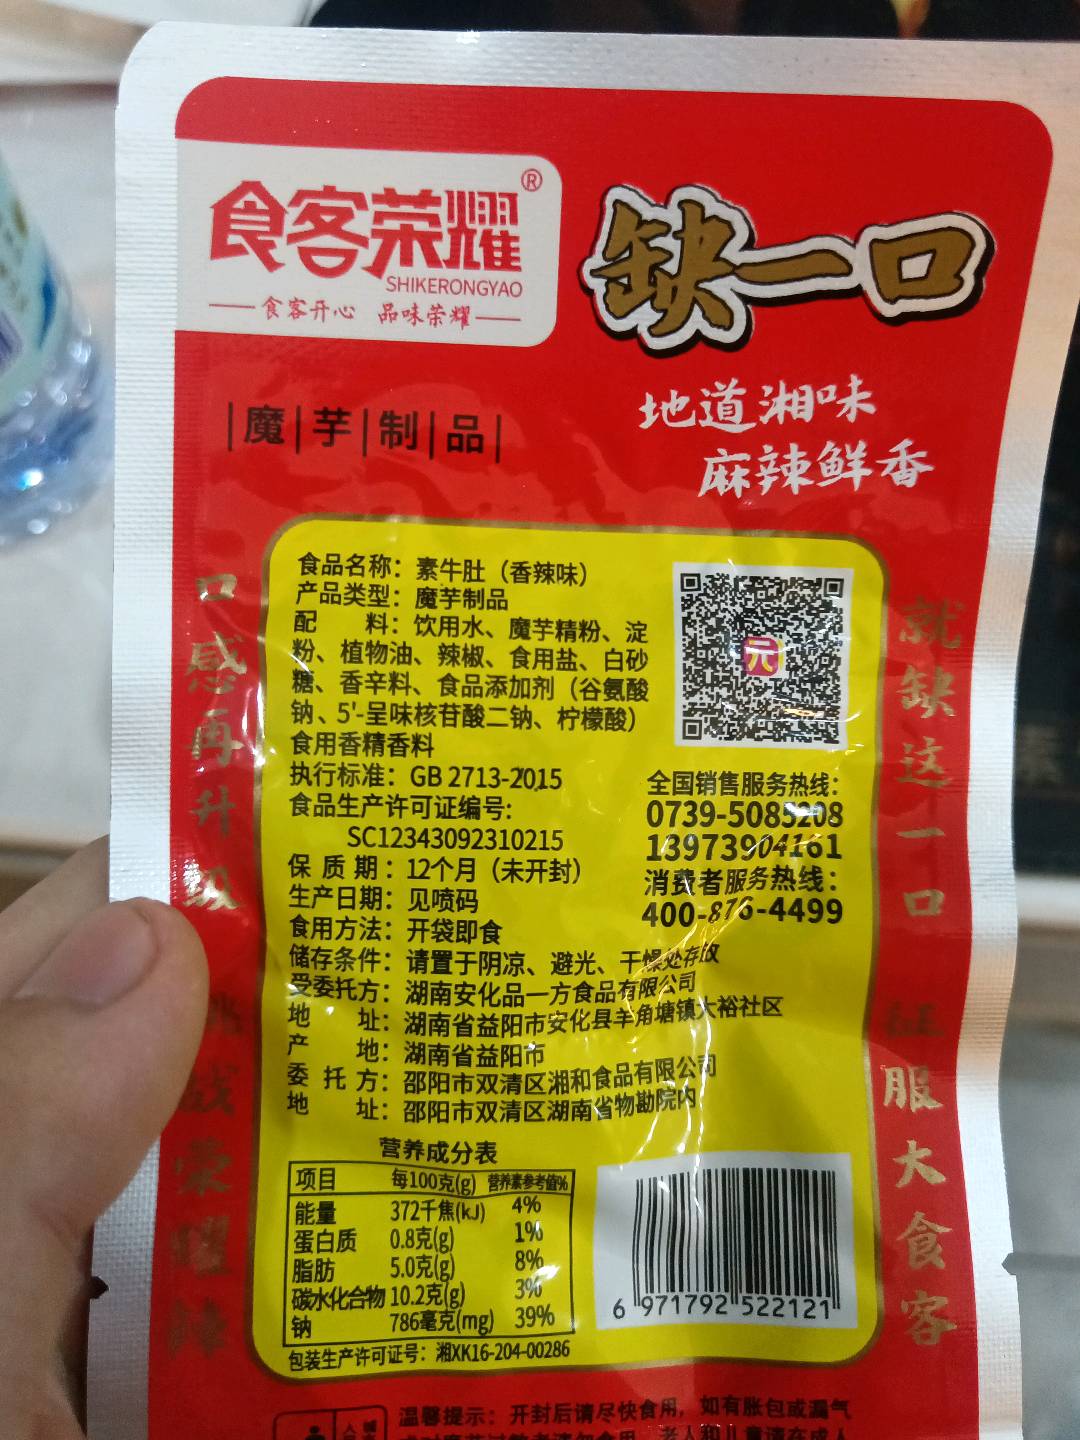 食客荣耀®
SHIKERONGYAO
食客开心 品味荣耀
缺一口
魔芋制品
地道湘味
麻辣鲜香
口感再升级
就缺这一口
征服大食客
食品名称：素牛肚（香辣味）
产品类型：魔芋制品
配 料：饮用水、魔芋精粉、淀
粉、植物油、辣椒、食用盐、白砂
糖、香辛料、食品添加剂（谷氨酸
钠、5'-呈味核苷酸二钠、柠檬酸）
食用香精香料
执行标准：GB 2713-2015
食品生产许可证编号：
SC12343092310215
保 质 期：12个月（未开封）
生产日期：见喷码
食用方法：开袋即食
储存条件：请置于阴凉、避光、干燥处存放
受委托方：湖南安化品一方食品有限公司
地 址：湖南省益阳市安化县羊角塘镇大裕社区
产 地：湖南省益阳市
委 托 方：邵阳市双清区湘和食品有限公司
地 址：邵阳市双清区湖南省物勘院内
元
全国销售服务热线：
0739-5085208
13973904161
消费者服务热线：
400-876-4499
营养成分表
项目 每100克(g) 营养素参考值%
能量 372千焦(kJ) 4%
蛋白质 0.8克(g) 1%
脂肪 5.0克(g) 8%
碳水化合物 10.2克(g) 3%
钠 786毫克(mg) 39%
包装生产许可证号：湘XK16-204-00286
6 971792 522121
温馨提示：开封后请尽快食用，如有胀包或漏气